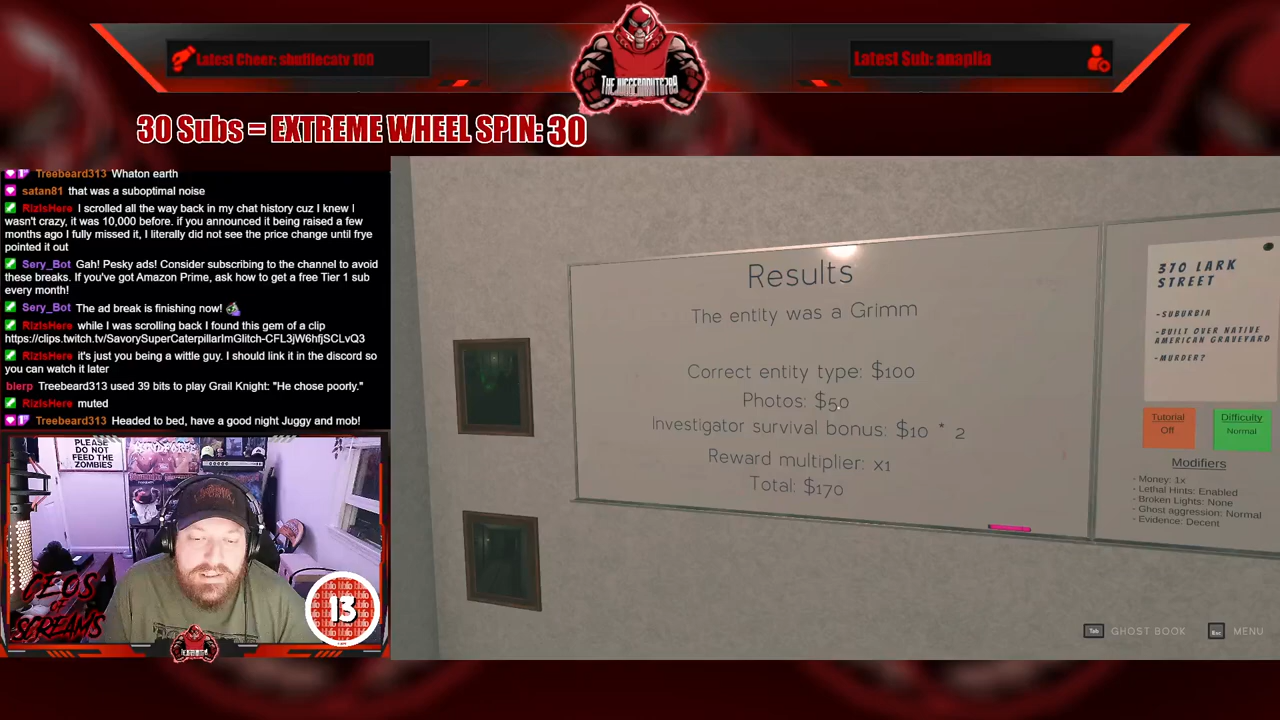 Latest Cheer: shufflecatv 100
THEJUGGERNAUT6789
Latest Sub: anaplia
30 Subs = EXTREME WHEEL SPIN: 30
Treebeard313 Whaton earth
satan81 that was a suboptimal noise
RizIsHere I scrolled all the way back in my chat history cuz I knew I
wasn't crazy, it was 10,000 before. if you announced it being raised a few
months ago I fully missed it, I literally did not see the price change until frye
pointed it out
Sery_Bot Gah! Pesky ads! Consider subscribing to the channel to avoid
these breaks. If you've got Amazon Prime, ask how to get a free Tier 1 sub
every month!
Sery_Bot The ad break is finishing now!
RizIsHere while I was scrolling back I found this gem of a clip
https://clips.twitch.tv/SavorySuperCaterpillarImGlitch-CFL3jW6hfjSCLvQ3
RizIsHere it's just you being a wittle guy. I should link it in the discord so
you can watch it later
blerp Treebeard313 used 39 bits to play Grail Knight: "He chose poorly."
RizIsHere muted
Treebeard313 Headed to bed, have a good night Juggy and mob!
PLEASE
DO NOT
FEED THE
ZOMBIES
GEOS
OF
SCREAMS
13
Results
The entity was a Grimm
Correct entity type: $100
Photos: $50
Investigator survival bonus: $10 * 2
Reward multiplier: x1
Total: $170
370 LARK
STREET
-SUBURBIA
-BUILT OVER NATIVE
AMERICAN GRAVEYARD
-MURDER?
Tutorial
Off
Difficulty
Normal
Modifiers
- Money: 1x
- Lethal Hints: Enabled
- Broken Lights: None
- Ghost aggression: Normal
- Evidence: Decent
Tab GHOST BOOK
Esc MENU